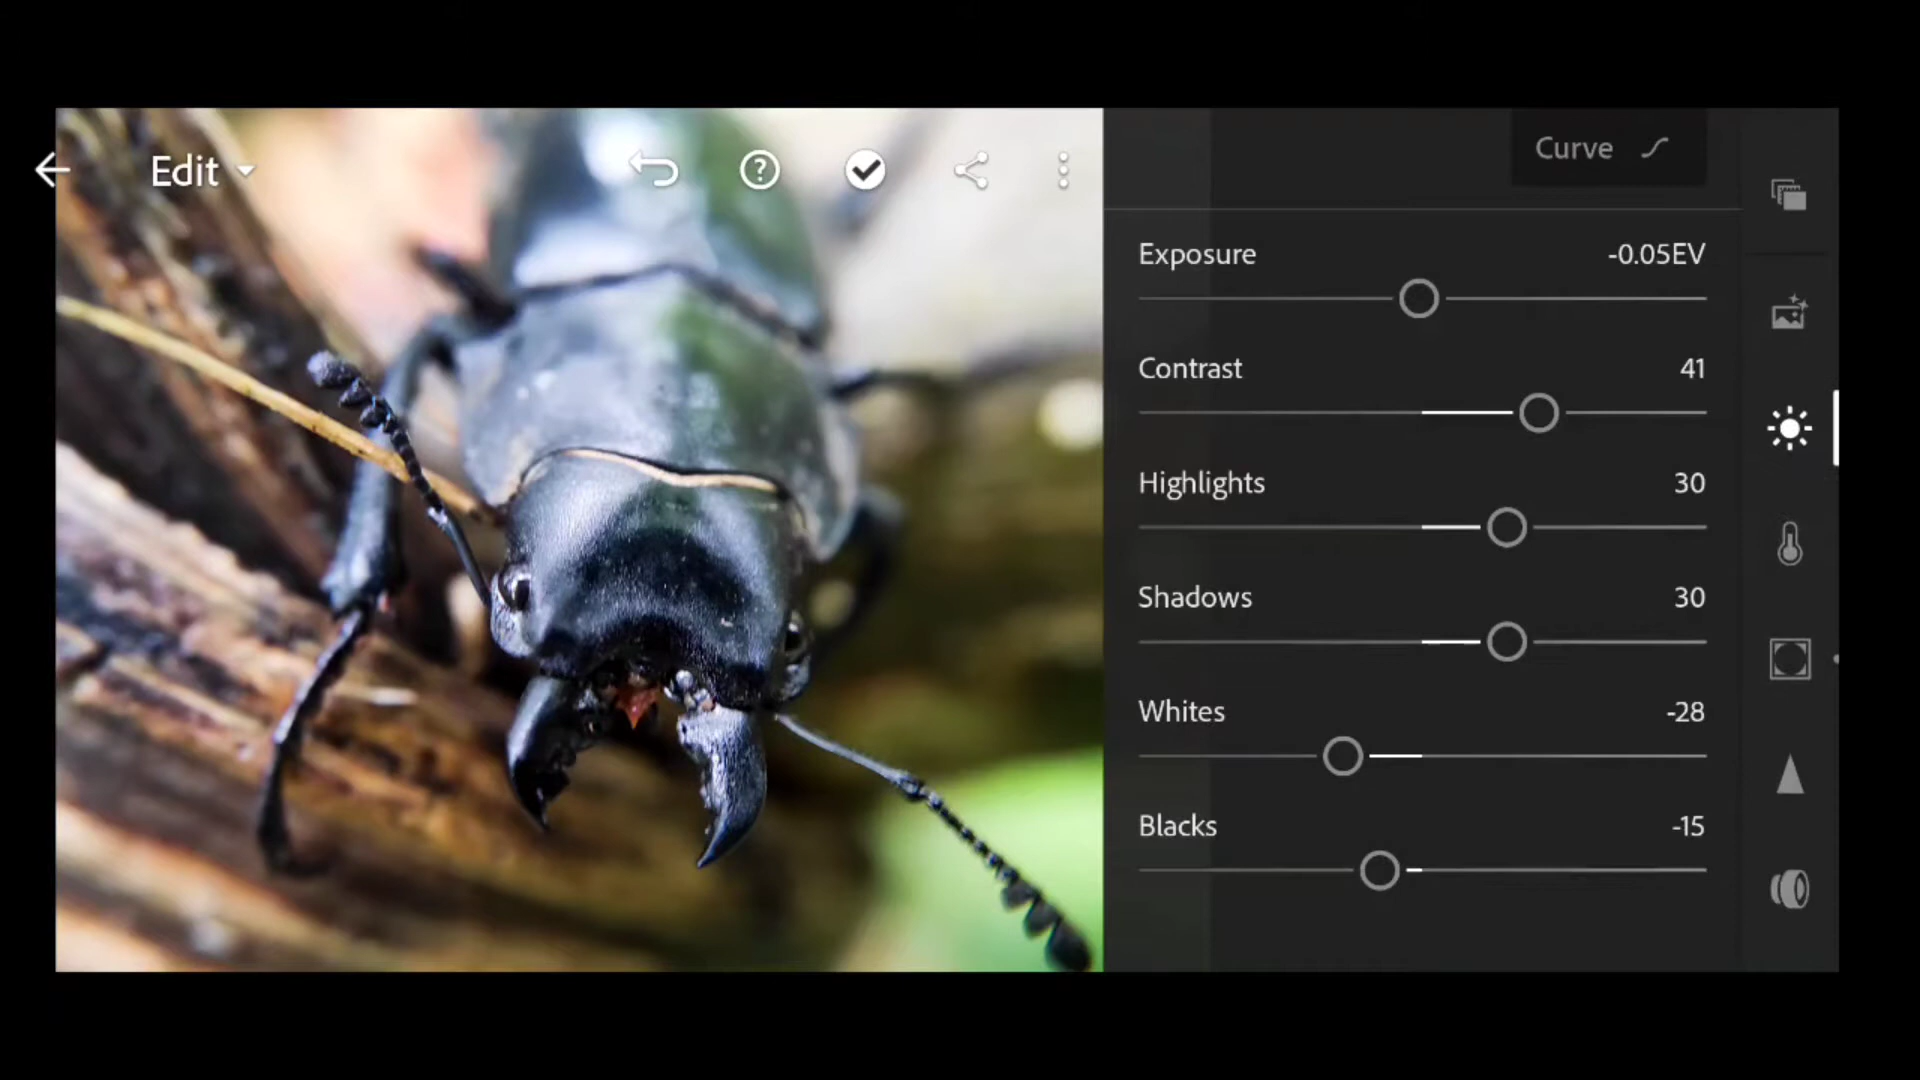 Edit
Curve
Exposure -0.05EV
Contrast 41
Highlights 30
Shadows 30
Whites -28
Blacks -15